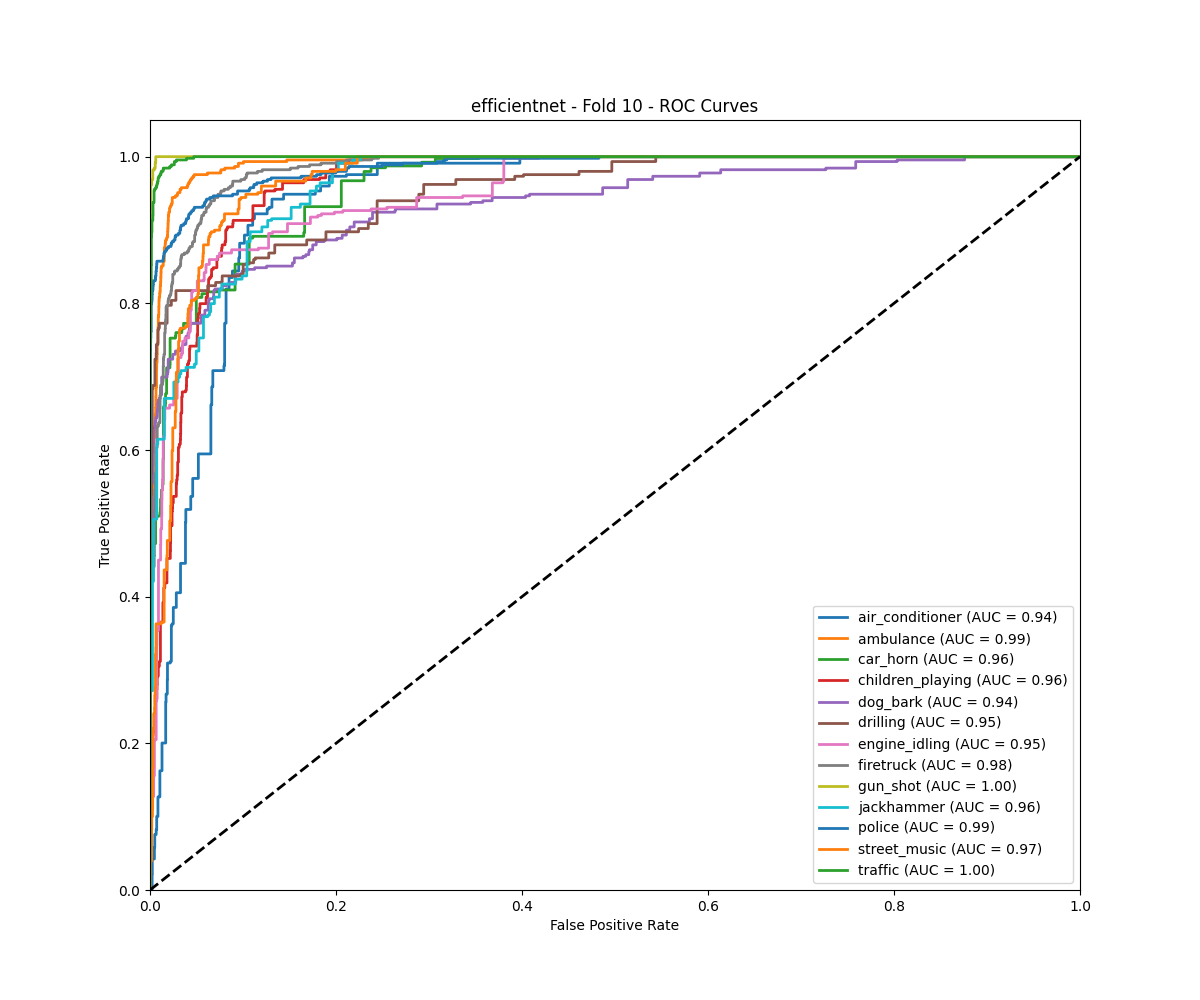 efficientnet - Fold 10 - ROC Curves
True Positive Rate
1.0
0.8
0.6
0.4
0.2
0.0
0.0 0.2 0.4 0.6 0.8 1.0
False Positive Rate
air_conditioner (AUC = 0.94)
ambulance (AUC = 0.99)
car_horn (AUC = 0.96)
children_playing (AUC = 0.96)
dog_bark (AUC = 0.94)
drilling (AUC = 0.95)
engine_idling (AUC = 0.95)
firetruck (AUC = 0.98)
gun_shot (AUC = 1.00)
jackhammer (AUC = 0.96)
police (AUC = 0.99)
street_music (AUC = 0.97)
traffic (AUC = 1.00)